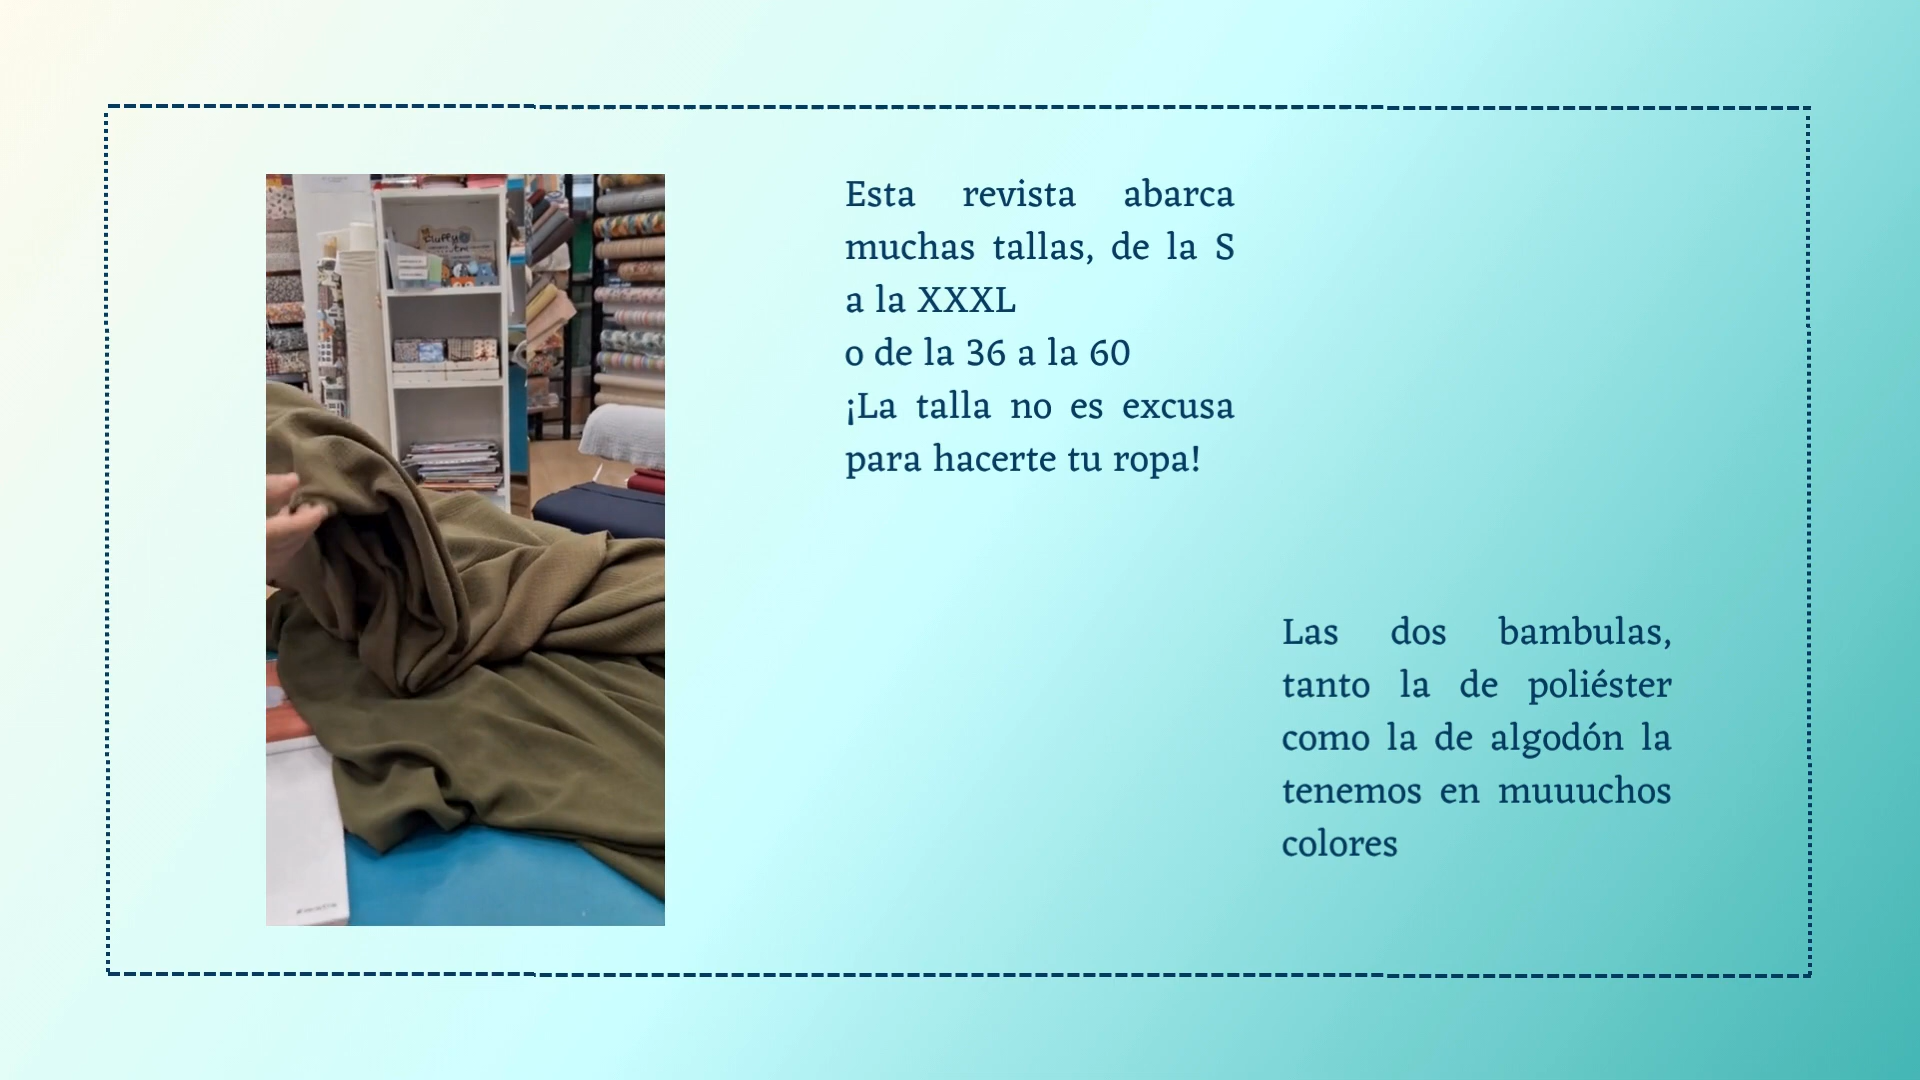 Esta revista abarca
muchas tallas, de la S
a la XXXL
o de la 36 a la 60
¡La talla no es excusa
para hacerte tu ropa!
Las dos bambulas,
tanto la de poliéster
como la de algodón la
tenemos en muuuchos
colores